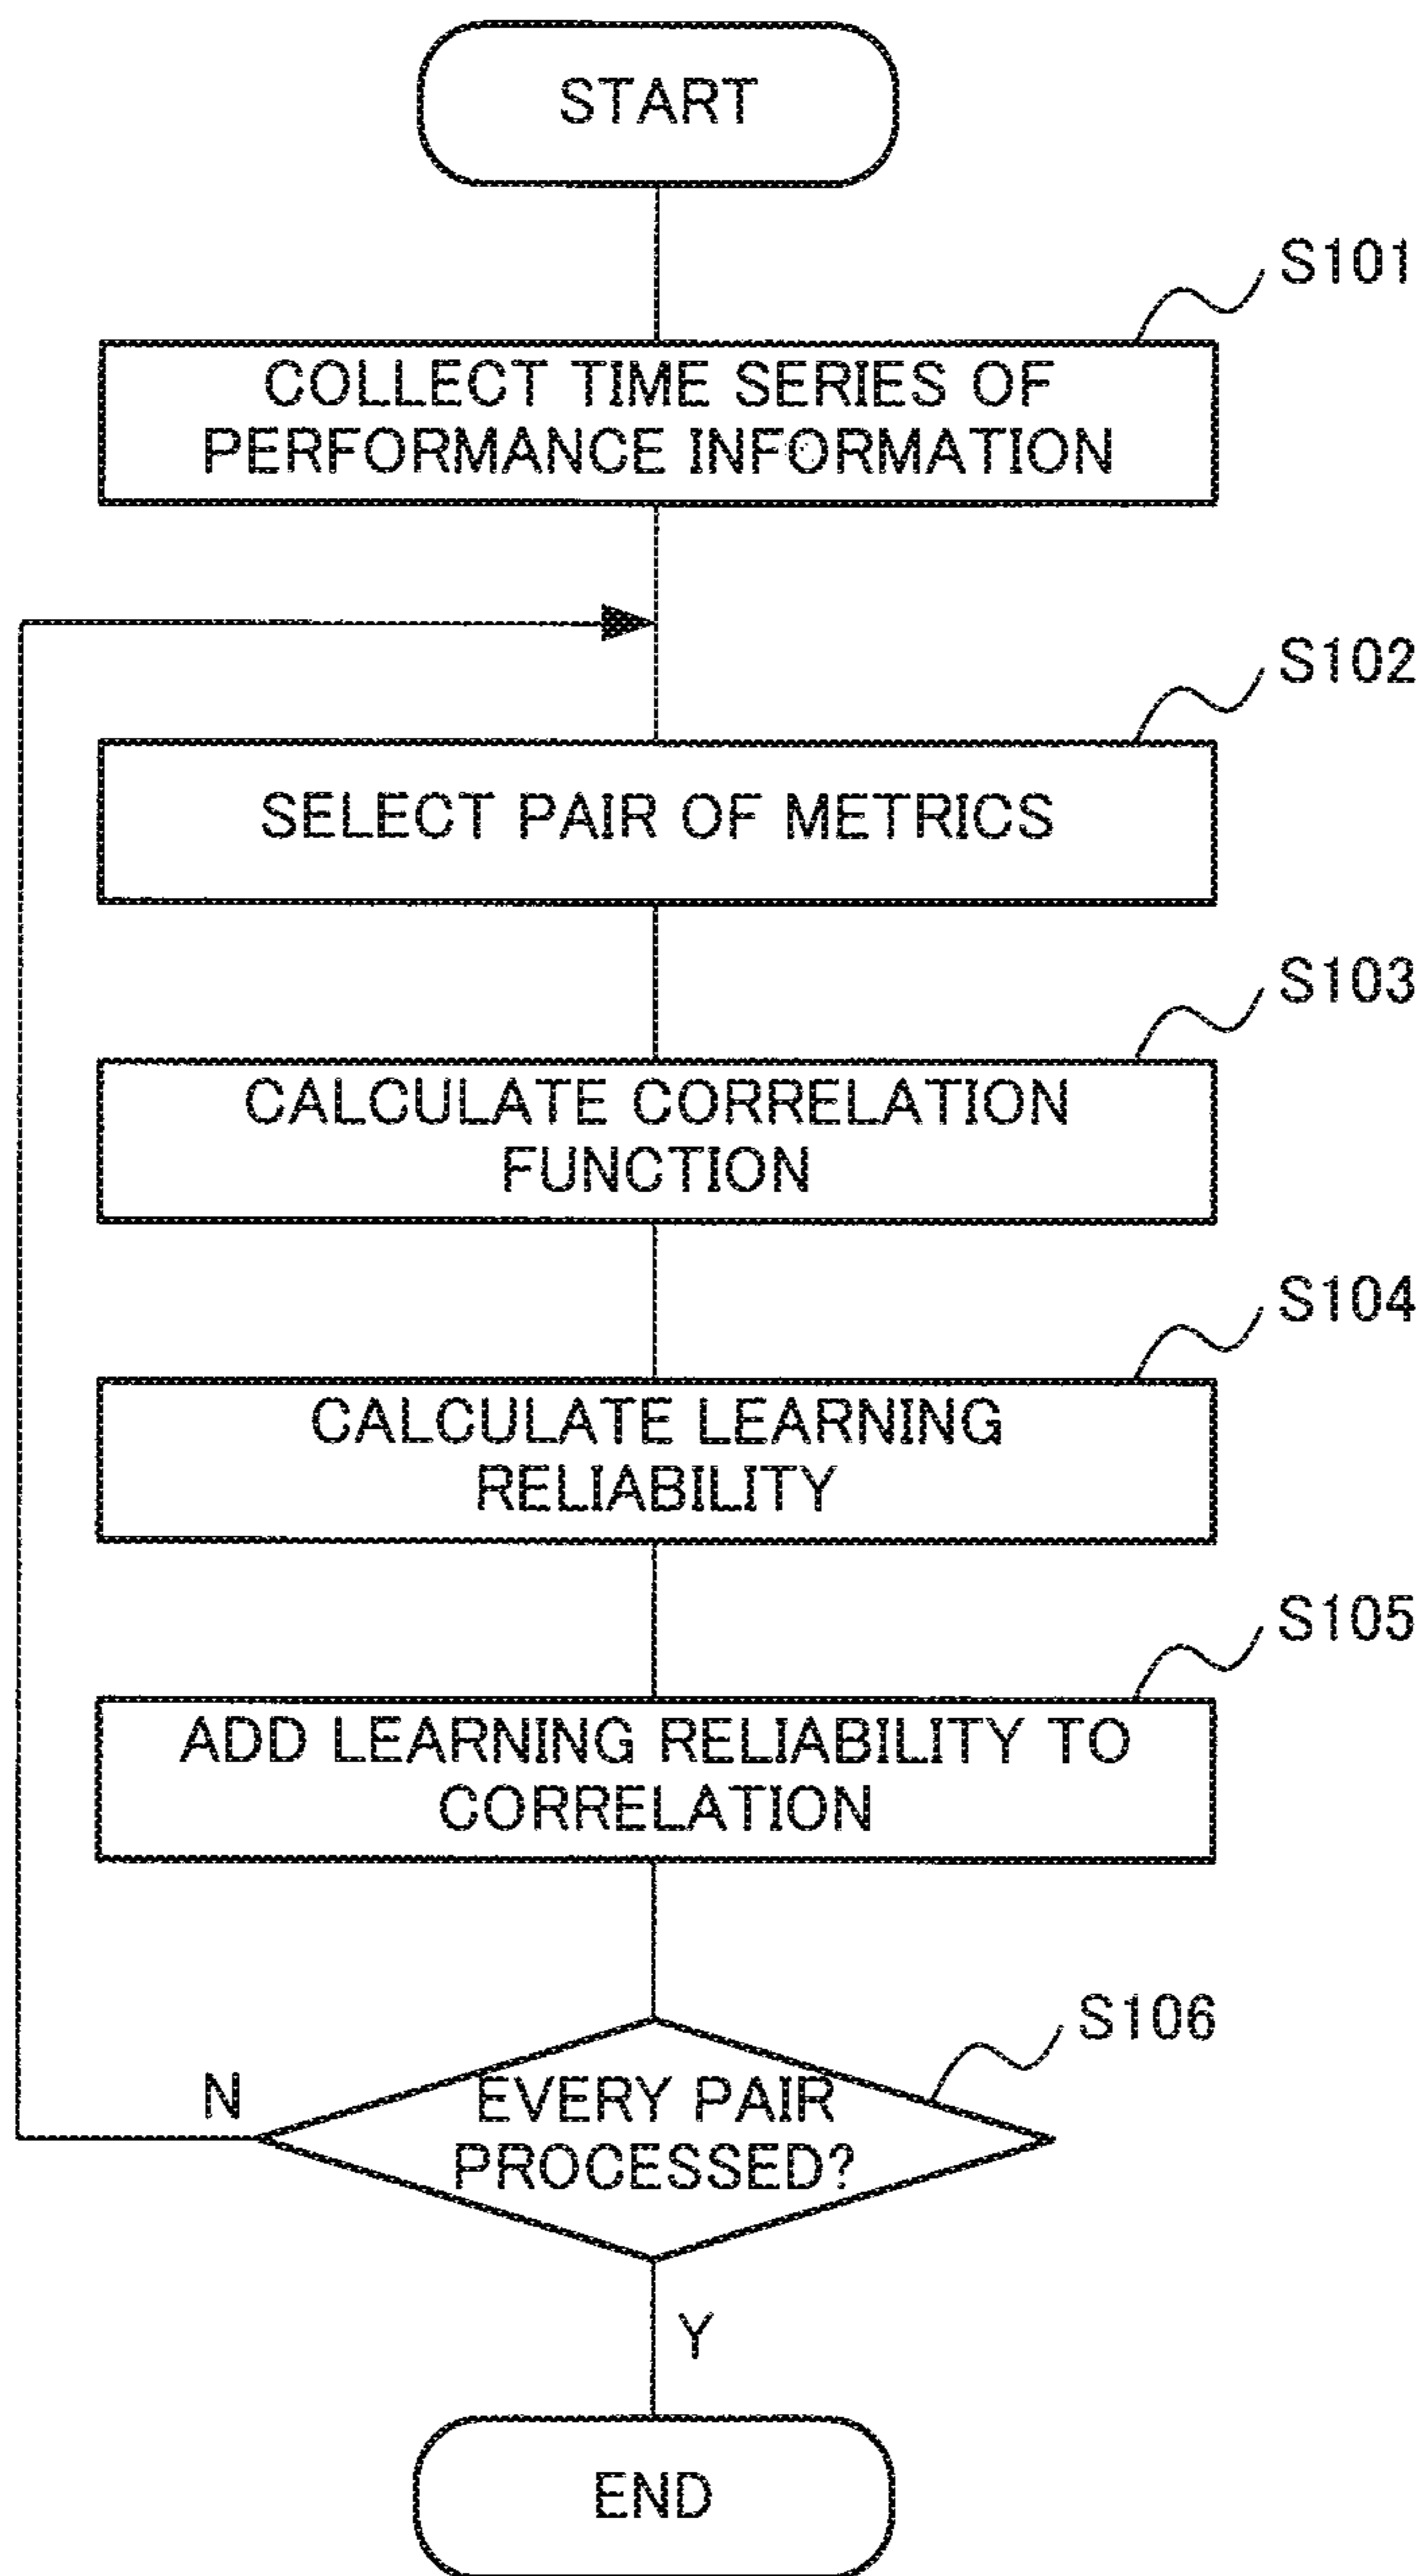 START
S101
COLLECT TIME SERIES OF
PERFORMANCE INFORMATION
S102
SELECT PAIR OF METRICS
S103
CALCULATE CORRELATION
FUNCTION
S104
CALCULATE LEARNING
RELIABILITY
S105
ADD LEARNING RELIABILITY TO
CORRELATION
S106
N
EVERY PAIR
PROCESSED?
Y
END